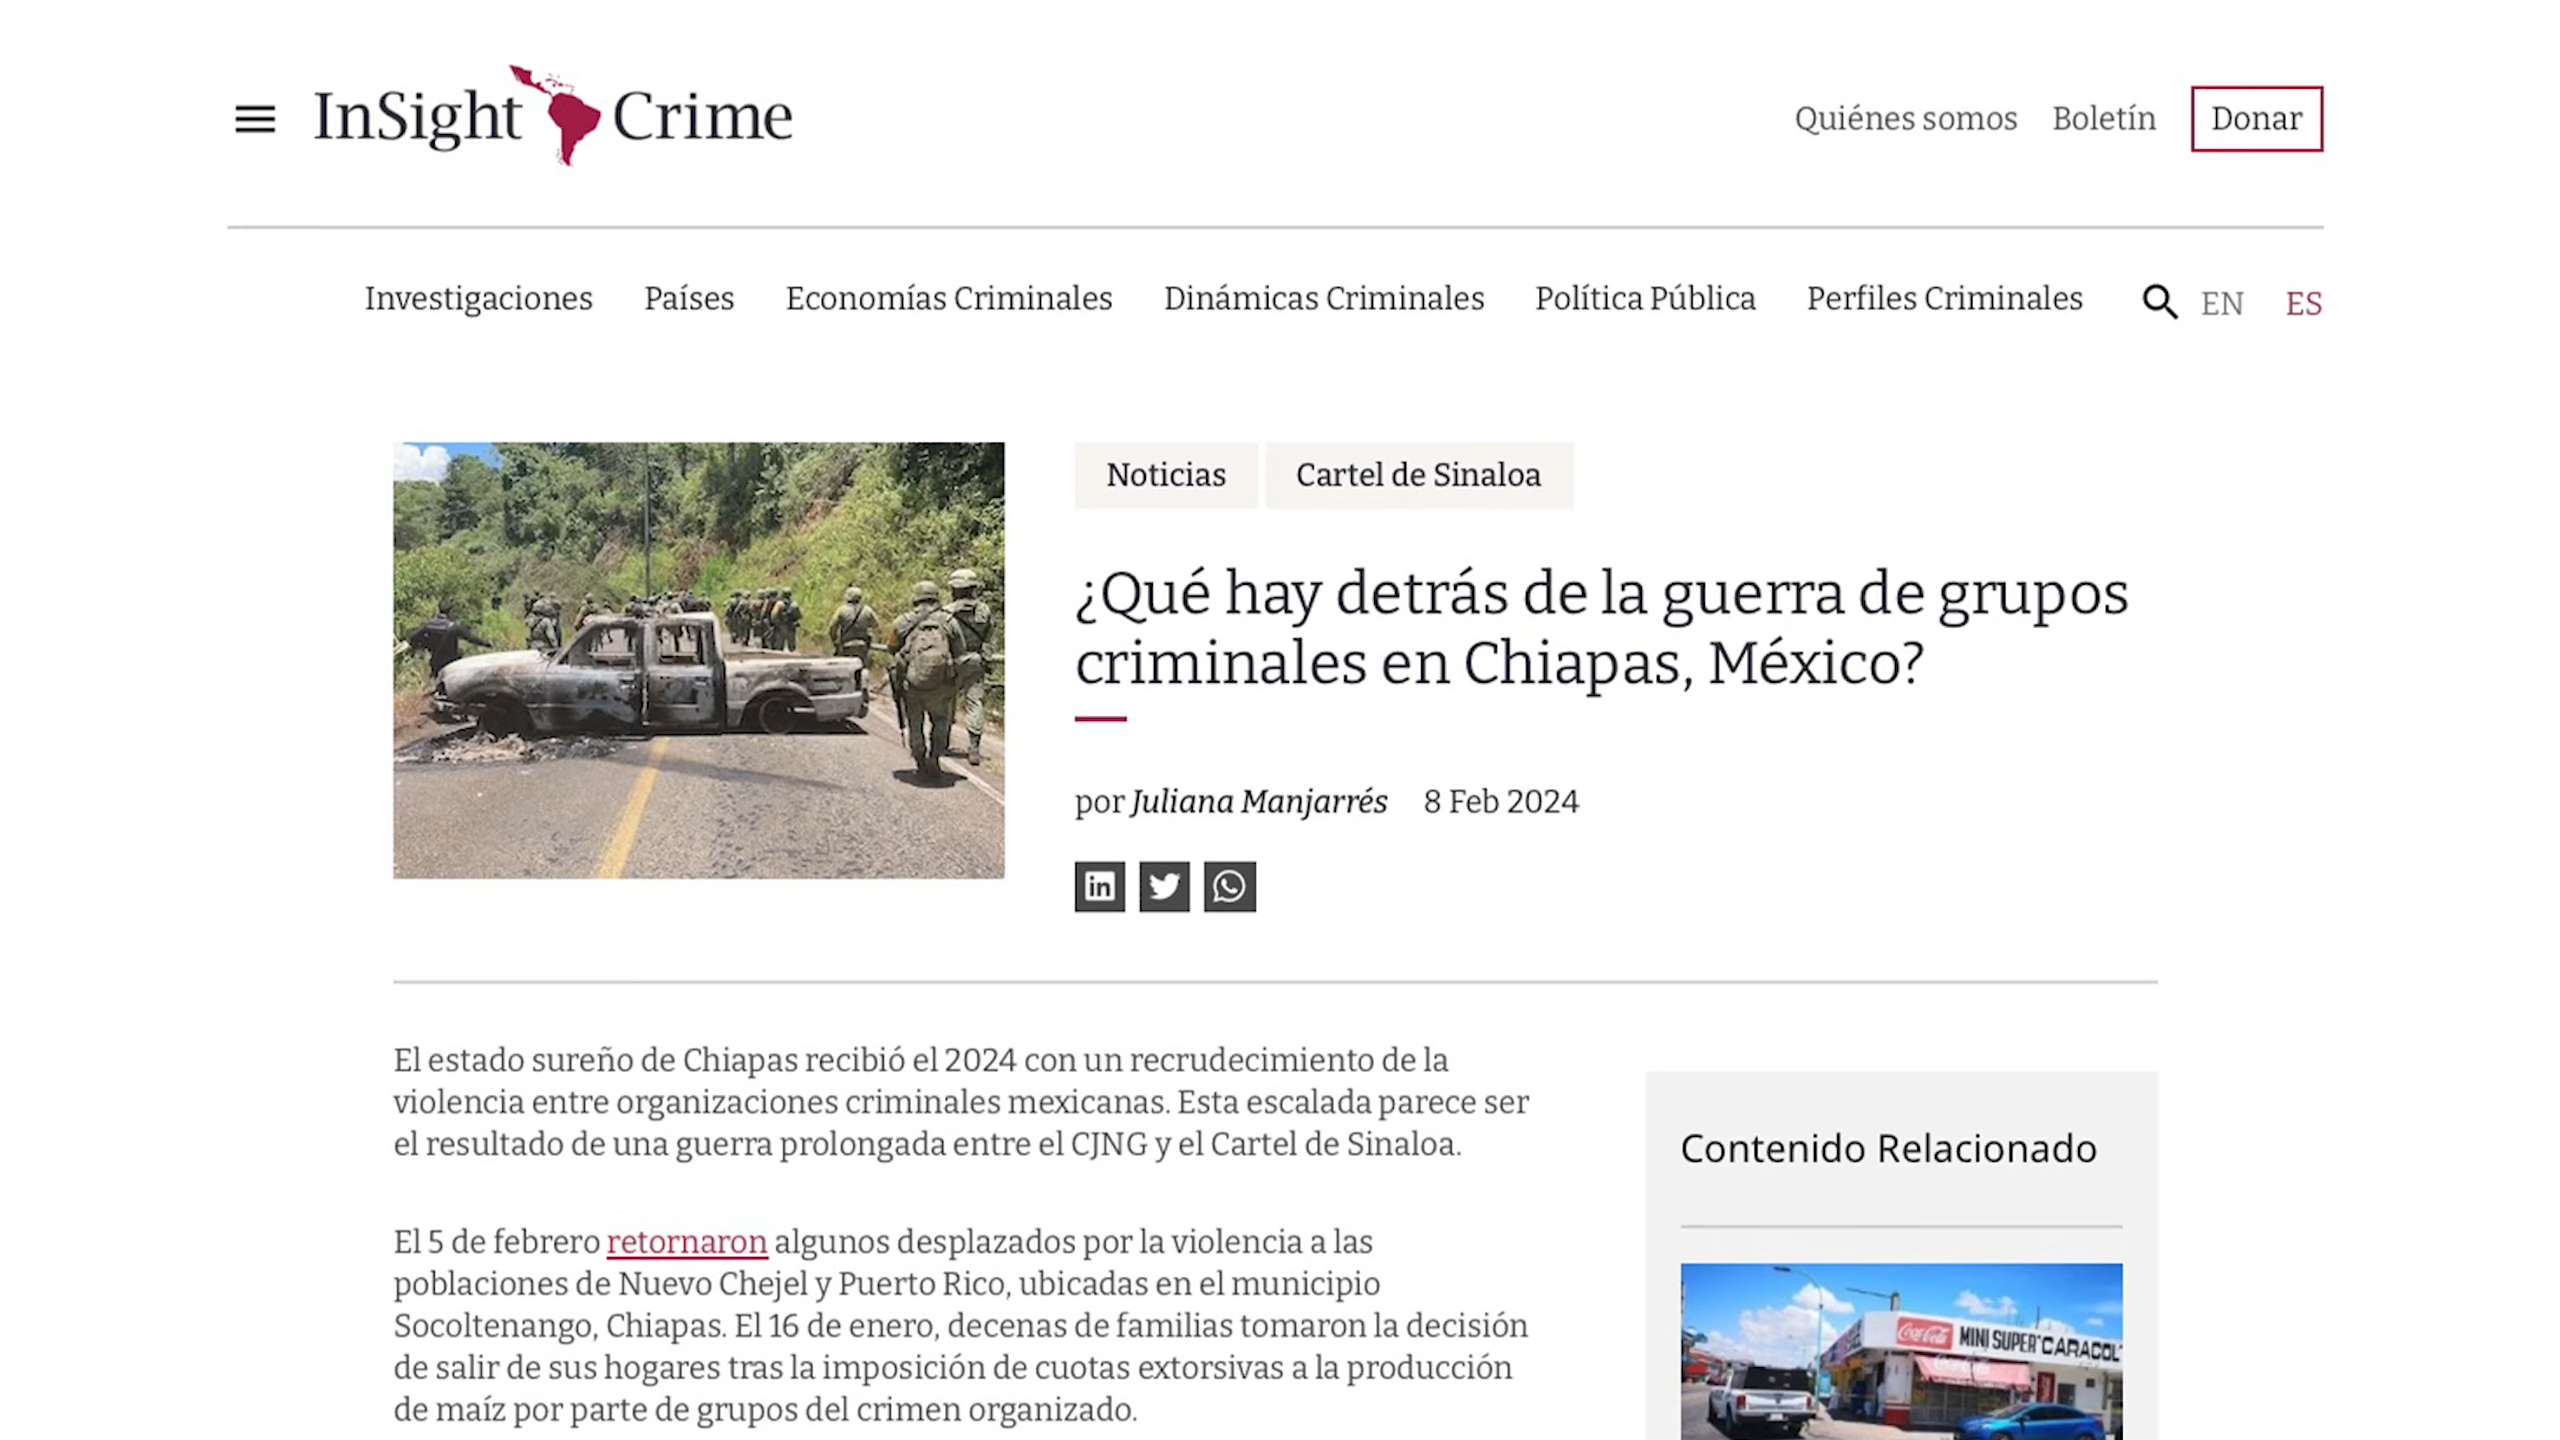 InSight Crime
Quiénes somos
Boletín
Donar
Investigaciones
Países
Economías Criminales
Dinámicas Criminales
Política Pública
Perfiles Criminales
EN
ES
Noticias
Cartel de Sinaloa
¿Qué hay detrás de la guerra de grupos
criminales en Chiapas, México?
por Juliana Manjarrés
8 Feb 2024
in
El estado sureño de Chiapas recibió el 2024 con un recrudecimiento de la
violencia entre organizaciones criminales mexicanas. Esta escalada parece ser
el resultado de una guerra prolongada entre el CJNG y el Cartel de Sinaloa.
El 5 de febrero retornaron algunos desplazados por la violencia a las
poblaciones de Nuevo Chejel y Puerto Rico, ubicadas en el municipio
Socoltenango, Chiapas. El 16 de enero, decenas de familias tomaron la decisión
de salir de sus hogares tras la imposición de cuotas extorsivas a la producción
de maíz por parte de grupos del crimen organizado.
Contenido Relacionado
Coca-Cola MINI SUPER "CARACOL"